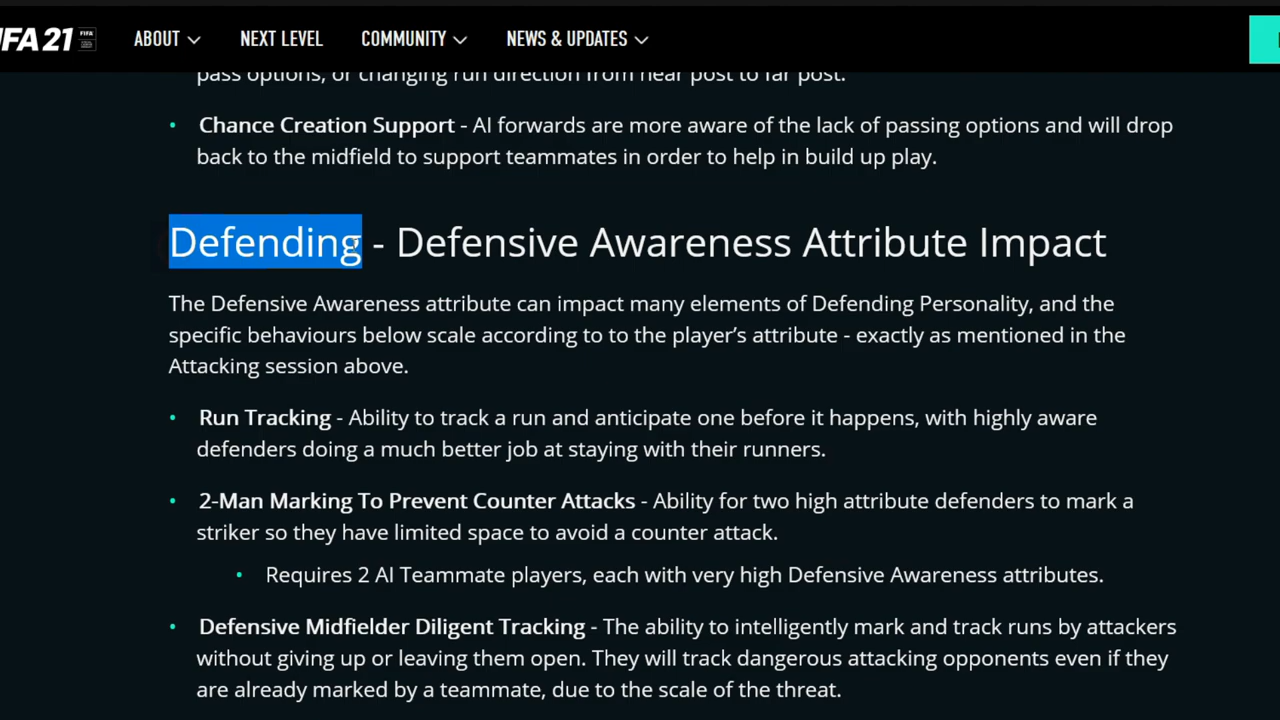 FA 21
ABOUT
NEXT LEVEL
COMMUNITY
NEWS & UPDATES
pass options, or changing run direction from near post to far post.
• Chance Creation Support - AI forwards are more aware of the lack of passing options and will drop
back to the midfield to support teammates in order to help in build up play.
Defending - Defensive Awareness Attribute Impact
The Defensive Awareness attribute can impact many elements of Defending Personality, and the
specific behaviours below scale according to to the player’s attribute - exactly as mentioned in the
Attacking session above.
• Run Tracking - Ability to track a run and anticipate one before it happens, with highly aware
defenders doing a much better job at staying with their runners.
• 2-Man Marking To Prevent Counter Attacks - Ability for two high attribute defenders to mark a
striker so they have limited space to avoid a counter attack.
• Requires 2 AI Teammate players, each with very high Defensive Awareness attributes.
• Defensive Midfielder Diligent Tracking - The ability to intelligently mark and track runs by attackers
without giving up or leaving them open. They will track dangerous attacking opponents even if they
are already marked by a teammate, due to the scale of the threat.